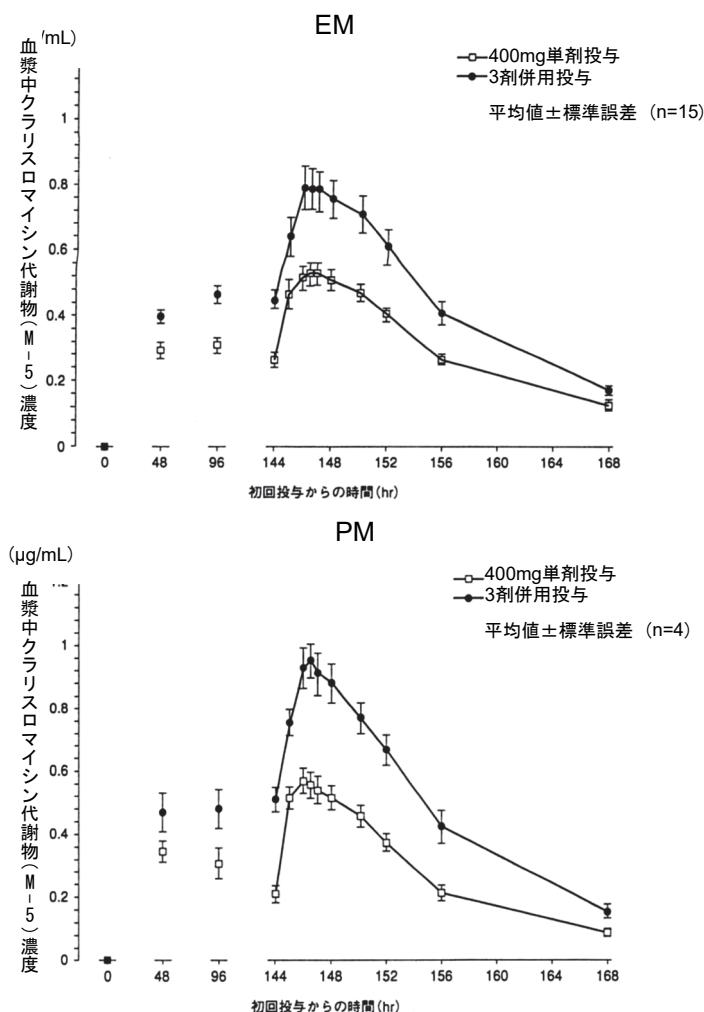 EM
/mL)
血漿中クラリスロマイシン代謝物(M-5)濃度
400mg単剤投与
3剤併用投与
平均値±標準誤差 (n=15)
1
0.8
0.6
0.4
0.2
0
0 48 96 144 148 152 156 160 164 168
初回投与からの時間(hr)
PM
(μg/mL)
血漿中クラリスロマイシン代謝物(M-5)濃度
400mg単剤投与
3剤併用投与
平均値±標準誤差 (n=4)
1
0.8
0.6
0.4
0.2
0
0 48 96 144 148 152 156 160 164 168
初回投与からの時間(hr)